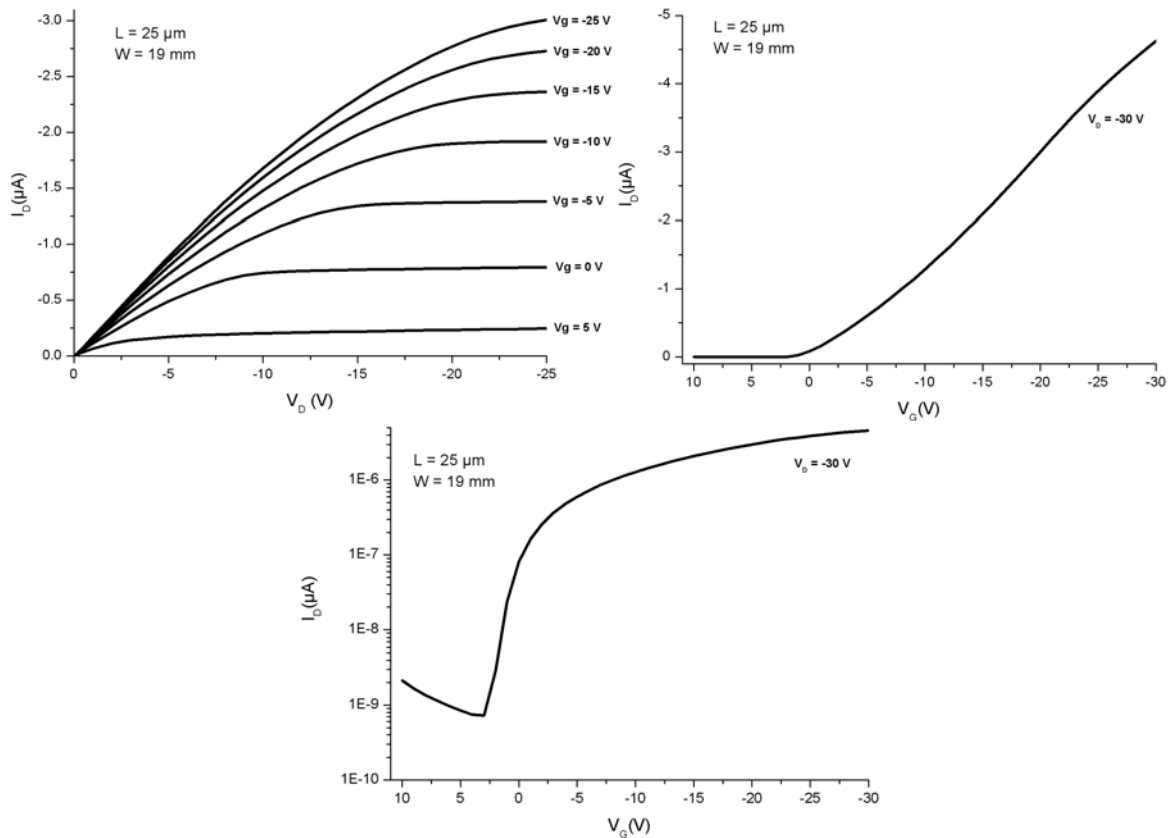 L = 25 µm
W = 19 mm
-3.0
-2.5
-2.0
-1.5
-1.0
-0.5
0.0
I_D(µA)
Vg = -25 V
Vg = -20 V
Vg = -15 V
Vg = -10 V
Vg = -5 V
Vg = 0 V
Vg = 5 V
0 -5 -10 -15 -20 -25
V_D (V)
L = 25 µm
W = 19 mm
-5
-4
-3
-2
-1
0
I_D(µA)
V_D = -30 V
10 5 0 -5 -10 -15 -20 -25 -30
V_G(V)
L = 25 µm
W = 19 mm
V_D = -30 V
1E-6
1E-7
1E-8
1E-9
1E-10
I_D(µA)
10 5 0 -5 -10 -15 -20 -25 -30
V_G(V)